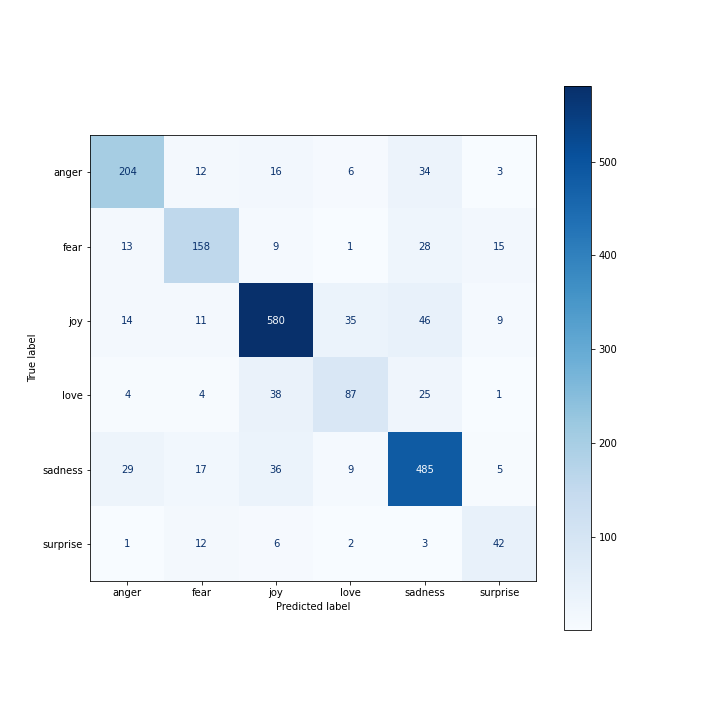 anger 204 12 16 6 34 3
fear 13 158 9 1 28 15
joy 14 11 580 35 46 9
love 4 4 38 87 25 1
sadness 29 17 36 9 485 5
surprise 1 12 6 2 3 42
anger fear joy love sadness surprise
Predicted label
True label
500
400
300
200
100